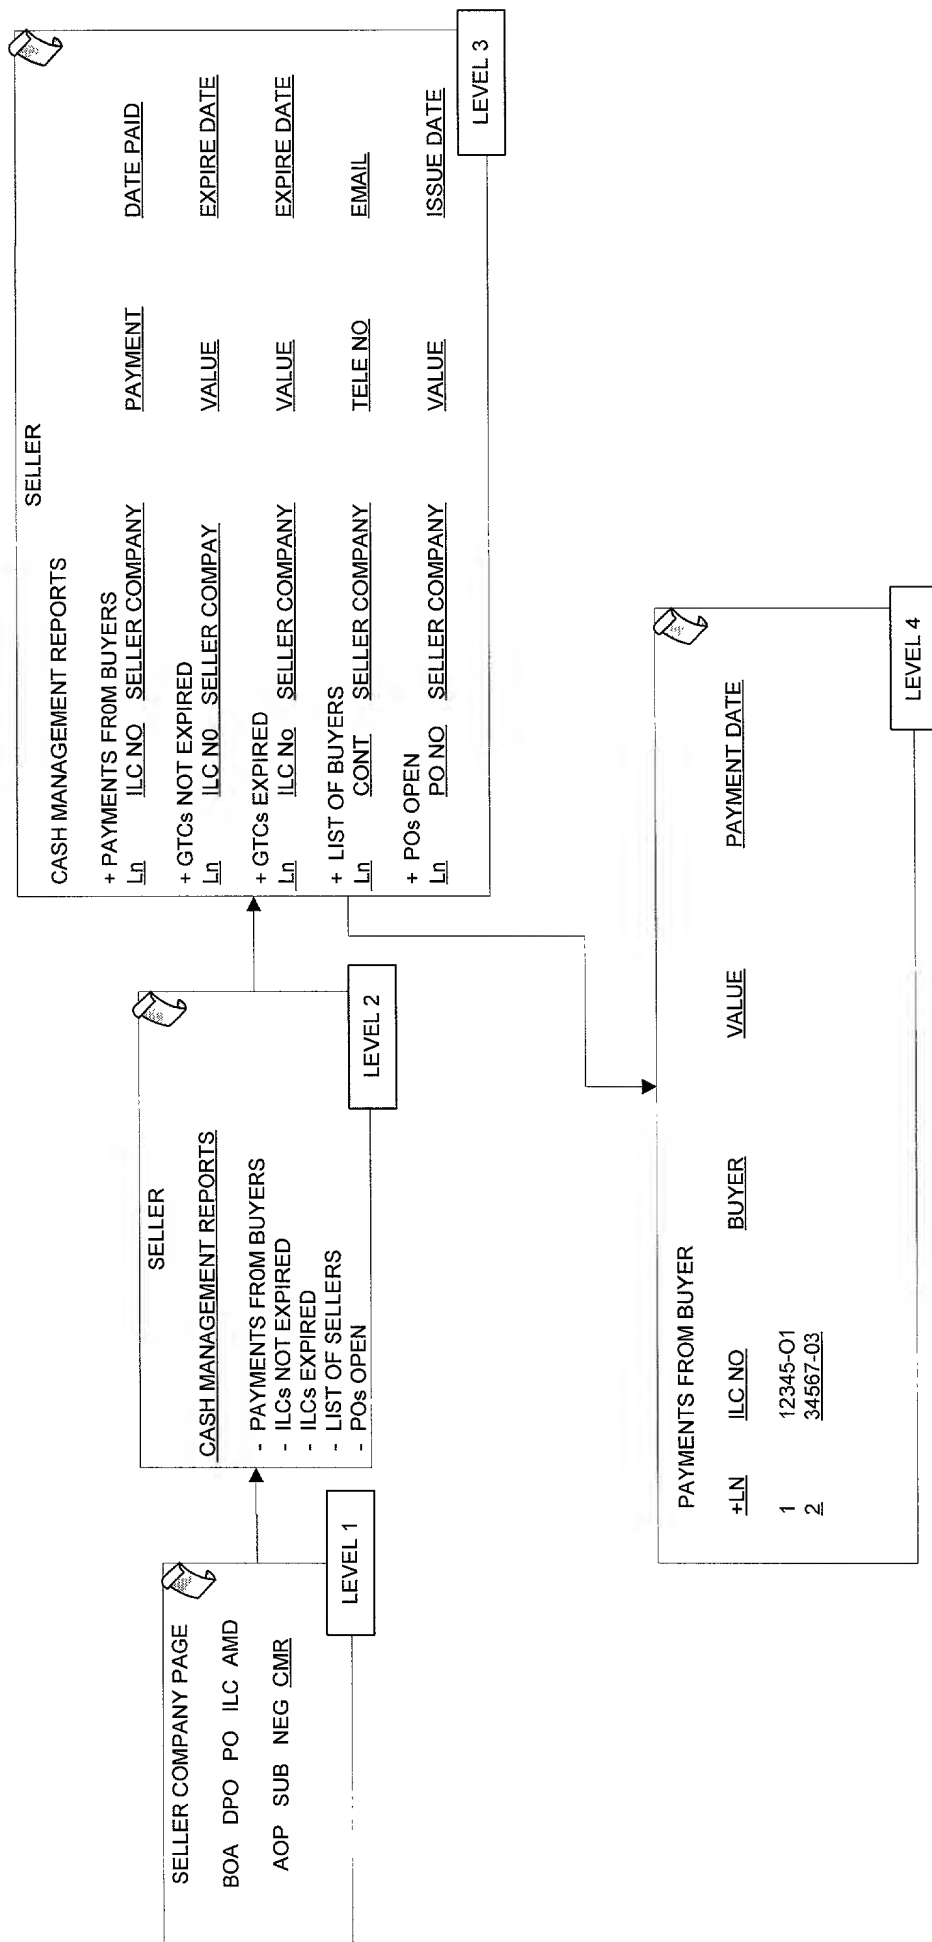 SELLER COMPANY PAGE
BOA DPO PO ILC AMD
AOP SUB NEG CMR
LEVEL 1
SELLER
CASH MANAGEMENT REPORTS
- PAYMENTS FROM BUYERS
- ILCs NOT EXPIRED
- ILCs EXPIRED
- LIST OF SELLERS
- POs OPEN
LEVEL 2
SELLER
CASH MANAGEMENT REPORTS
+ PAYMENTS FROM BUYERS
Ln ILC NO SELLER COMPANY PAYMENT DATE PAID
+ GTCs NOT EXPIRED
Ln ILC NO SELLER COMPAY VALUE EXPIRE DATE
+ GTCs EXPIRED
Ln ILC No SELLER COMPANY VALUE EXPIRE DATE
+ LIST OF BUYERS
Ln CONT SELLER COMPANY TELE NO EMAIL
+ POs OPEN
Ln PO NO SELLER COMPANY VALUE ISSUE DATE
LEVEL 3
PAYMENTS FROM BUYER
+LN ILC NO BUYER VALUE PAYMENT DATE
1 12345-O1
2 34567-03
LEVEL 4